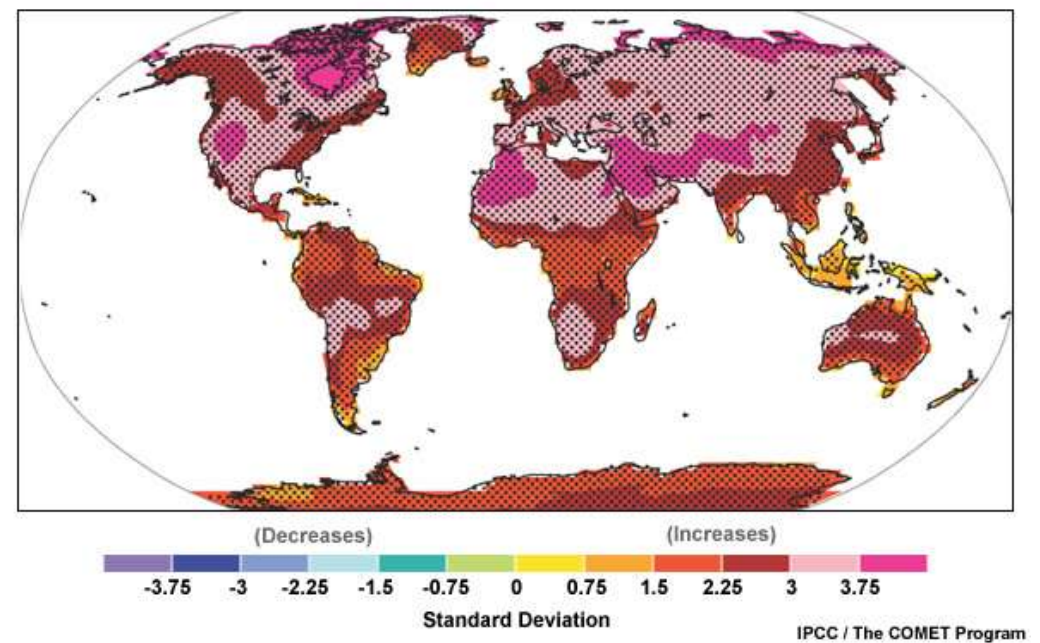 (Decreases) (Increases)
-3.75 -3 -2.25 -1.5 -0.75 0 0.75 1.5 2.25 3 3.75
Standard Deviation
IPCC / The COMET Program